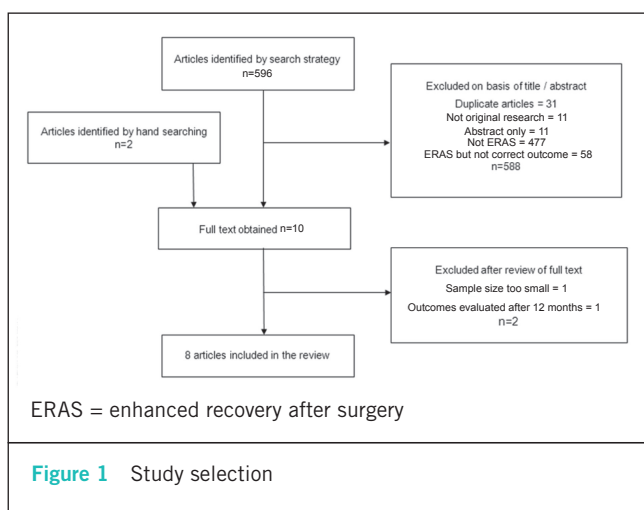 Articles identified by search strategy
n=596
Excluded on basis of title / abstract
Duplicate articles = 31
Not original research = 11
Abstract only = 11
Not ERAS = 477
ERAS but not correct outcome = 58
n=588
Articles identified by hand searching
n=2
Full text obtained n=10
Excluded after review of full text
Sample size too small = 1
Outcomes evaluated after 12 months = 1
n=2
8 articles included in the review
ERAS = enhanced recovery after surgery
Figure 1 Study selection